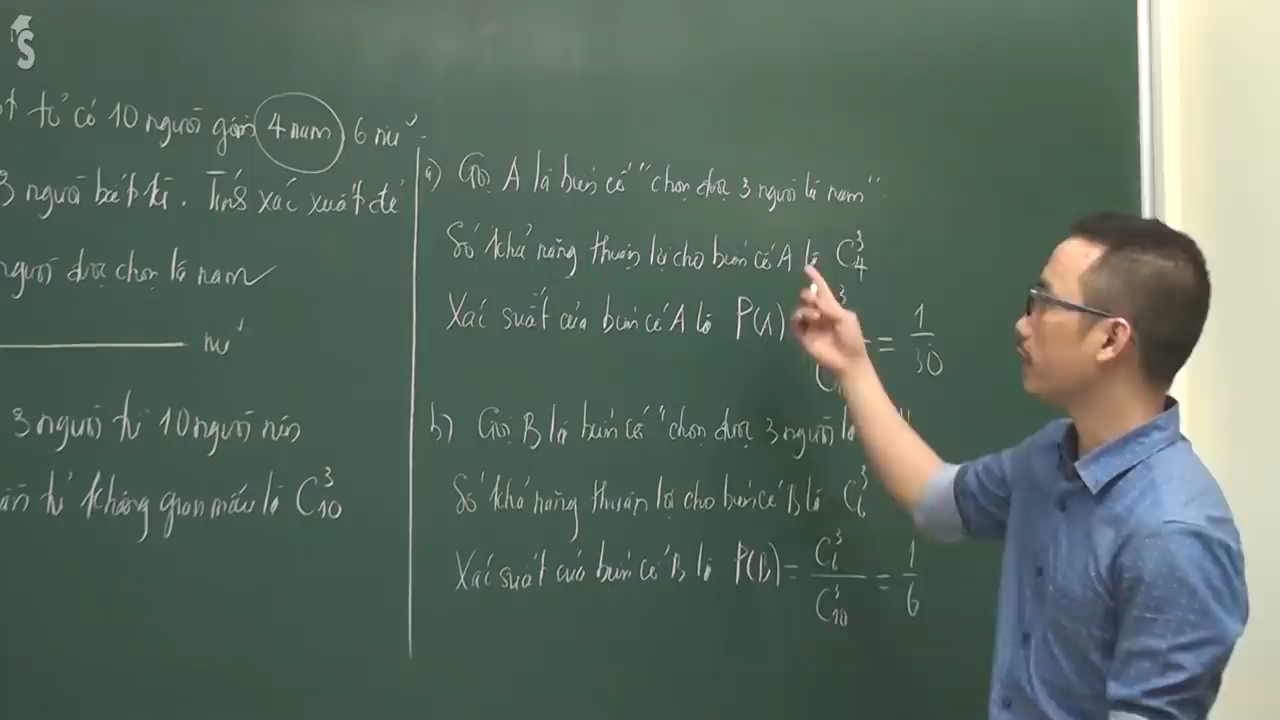 S
tổ có 10 người gồm 4 nam, 6 nữ.
3 người bất kì. Tính xác xuất để
người được chọn là nam
nữ
3 người từ 10 người nên
tử không gian mẫu là C³₁₀
a) Gọi A là biến cố "chọn được 3 người là nam"
Số khả năng thuận lợi cho biến cố A là C³₄
Xác suất của biến cố A là P(A) = 1/30
b) Gọi B là biến cố "chọn được 3 người là "
Số khả năng thuận lợi cho biến cố B là C³₆
Xác suất của biến cố B là P(B) = C³₆/C³₁₀ = 1/6